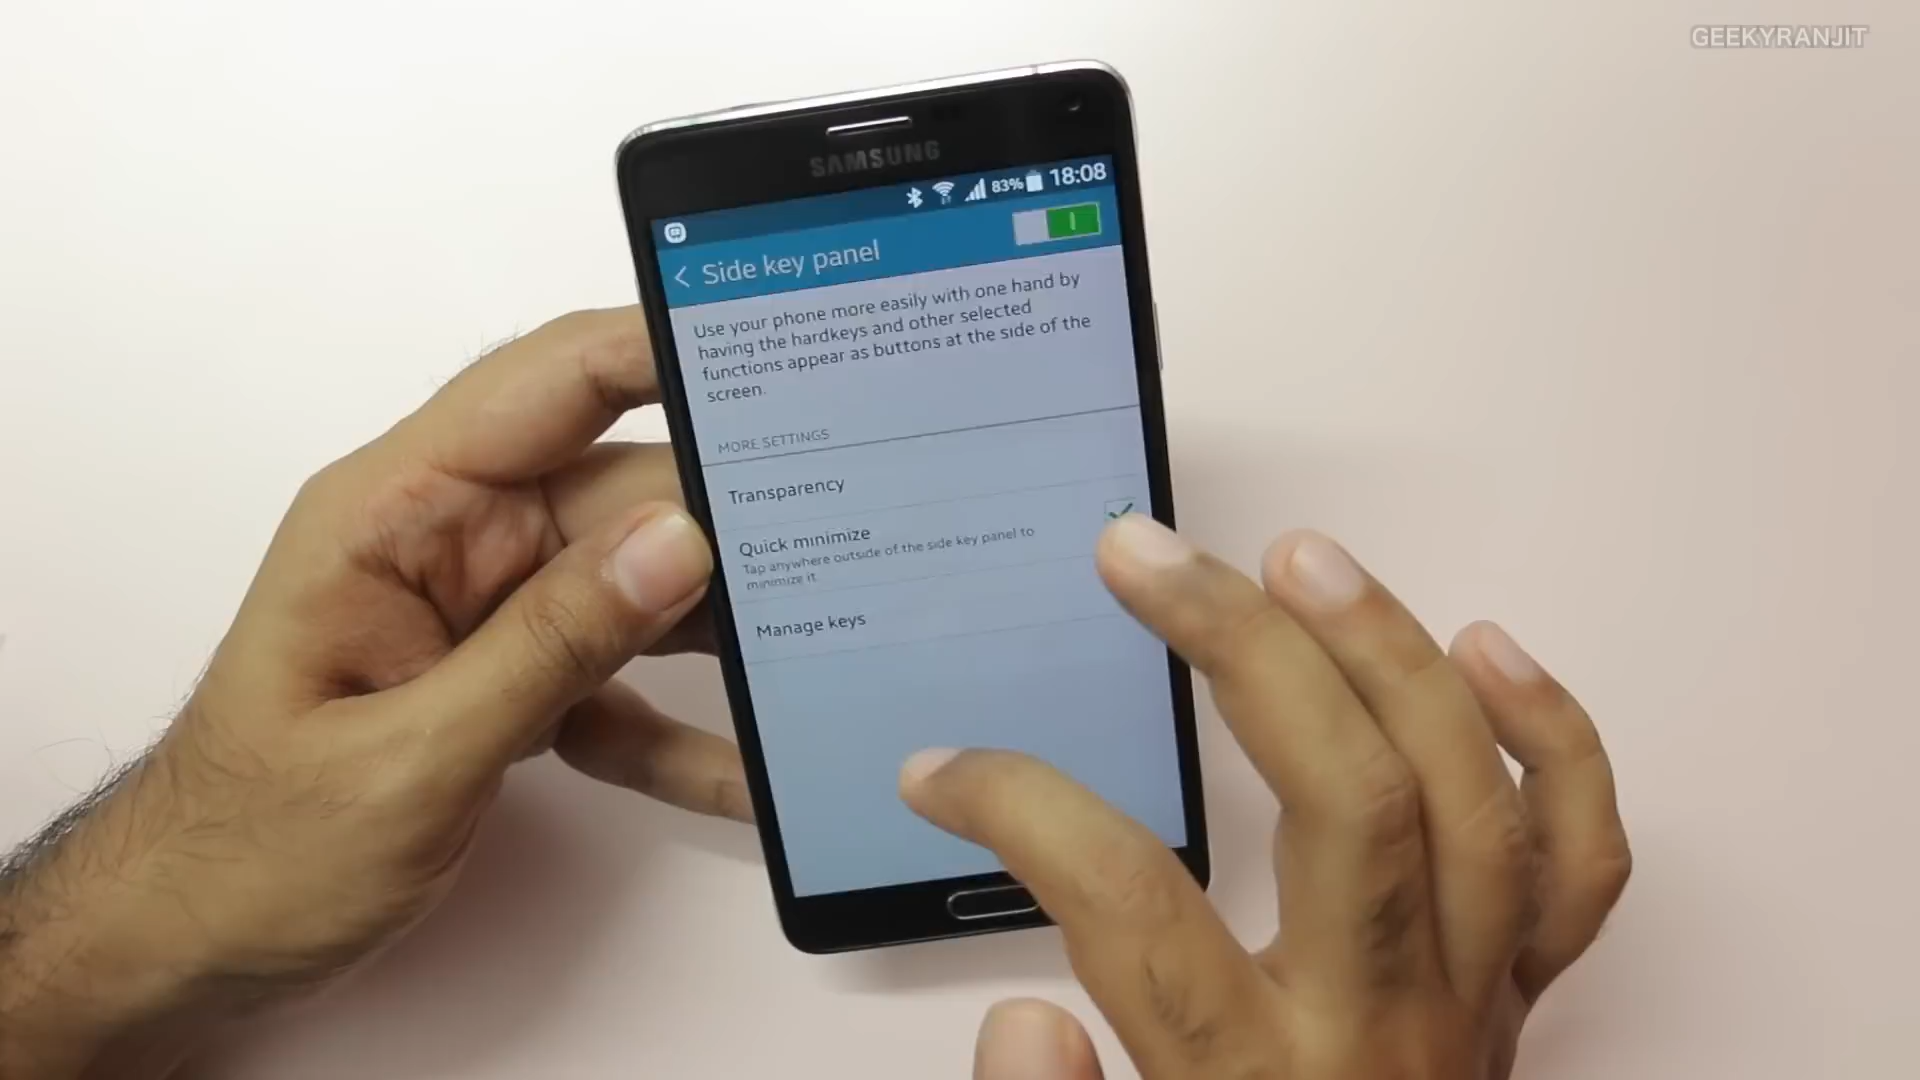 GEEKYRANJIT
SAMSUNG
83% 18:08
Side key panel
Use your phone more easily with one hand by
having the hardkeys and other selected
functions appear as buttons at the side of the
screen.
MORE SETTINGS
Transparency
Quick minimize
Tap anywhere outside of the side key panel to
minimize it.
Manage keys